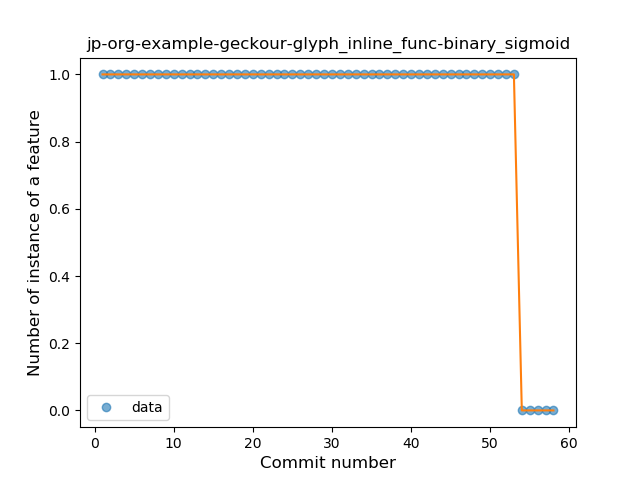 jp-org-example-geckour-glyph_inline_func-binary_sigmoid
Number of instance of a feature
1.0
0.8
0.6
0.4
0.2
0.0
data
0 10 20 30 40 50 60
Commit number